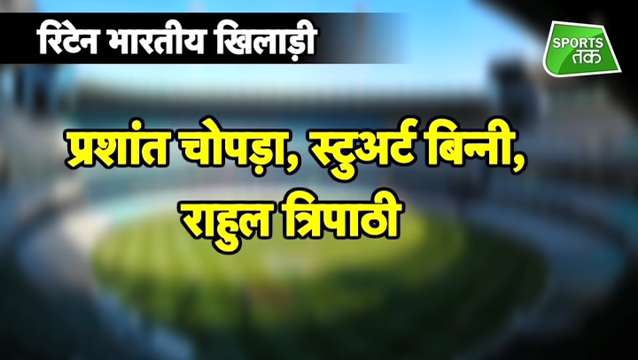 रिटेन भारतीय खिलाड़ी
SPORTS
तक
प्रशांत चोपड़ा, स्टुअर्ट बिन्नी,
राहुल त्रिपाठी